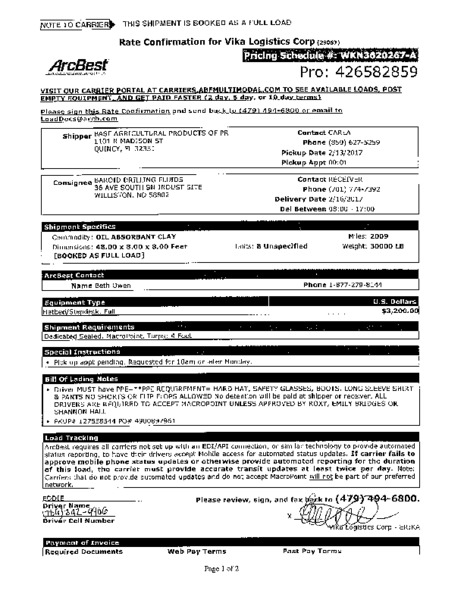 NOTE TO CARRIER THIS SHIPMENT IS BOOKED AS A FULL LOAD
Rate Confirmation for Vika Logistics Corp (29087)
Pricing Schedule #: WKN3620267-A
ArcBest
Pro: 426582859
VISIT OUR CARRIER PORTAL AT CARRIERS.ABFMULTIMODAL.COM TO SEE AVAILABLE LOADS, POST
EMPTY EQUIPMENT, AND GET PAID FASTER (2 day, 5 day, or 10 day terms)
Please sign this Rate Confirmation and send back to (479) 494-6800 or email to
LoadDocs@arcb.com
Shipper BASF AGRICULTURAL PRODUCTS OF PR Contact CARLA
1101 N MADISON ST Phone (850) 627-5259
QUINCY, FL 32351 Pickup Date 2/13/2017
Pickup Appt 00:01
Consignee BAROID DRILLING FLUIDS Contact RECEIVER
36 AVE SOUTH SN INDUST SITE Phone (701) 774-7392
WILLISTON, ND 58802 Delivery Date 2/16/2017
Del Between 08:00 - 17:00
Shipment Specifics
Commodity: OIL ABSORBANT CLAY Miles: 2009
Dimensions: 48.00 x 8.00 x 8.00 Feet Units: 8 Unspecified Weight: 30000 LB
[BOOKED AS FULL LOAD]
ArcBest Contact
Name Beth Owen Phone 1-877-279-8144
Equipment Type U.S. Dollars
Flatbed/Stepdeck, Full $3,200.00
Shipment Requirements
Dedicated Sealed, MacroPoint, Tarps; 4 Foot
Special Instructions
• Pick up appt pending. Requested for 10am or later Monday.
Bill Of Lading Notes
• Driver MUST have PPE-**PPE REQUIREMENT= HARD HAT, SAFETY GLASSES, BOOTS, LONG SLEEVE SHIRT
& PANTS NO SHORTS OR FLIP FLOPS ALLOWED No detention will be paid at shipper or receiver. ALL
DRIVERS ARE REQUIRED TO ACCEPT MACROPOINT UNLESS APPROVED BY ROXY, EMILY BRIDGES OR
SHANNON HALL
Load Tracking
ArcBest requires all carriers not set up with an EDI/API connection, or similar technology to provide automated
status reporting, to have their drivers accept Mobile access for automated status updates. If carrier fails to
approve mobile phone status updates or otherwise provide automated reporting for the duration
of this load, the carrier must provide accurate transit updates at least twice per day. Note:
Carriers that do not provide automated updates and do not accept MacroPoint will not be part of our preferred
network.
EDDIE Please review, sign, and fax back to (479) 494-6800.
Driver Name
Driver Cell Number X
Vika Logistics Corp - ERIKA
Payment of Invoice
Required Documents Web Pay Terms Past Pay Terms
Page 1 of 2